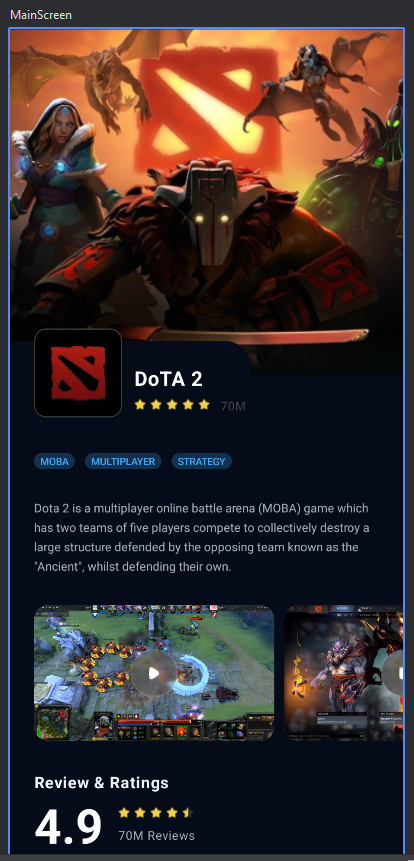 MainScreen
DoTA 2
70M
MOBA MULTIPLAYER STRATEGY
Dota 2 is a multiplayer online battle arena (MOBA) game which
has two teams of five players compete to collectively destroy a
large structure defended by the opposing team known as the
"Ancient", whilst defending their own.
Review & Ratings
4.9
70M Reviews